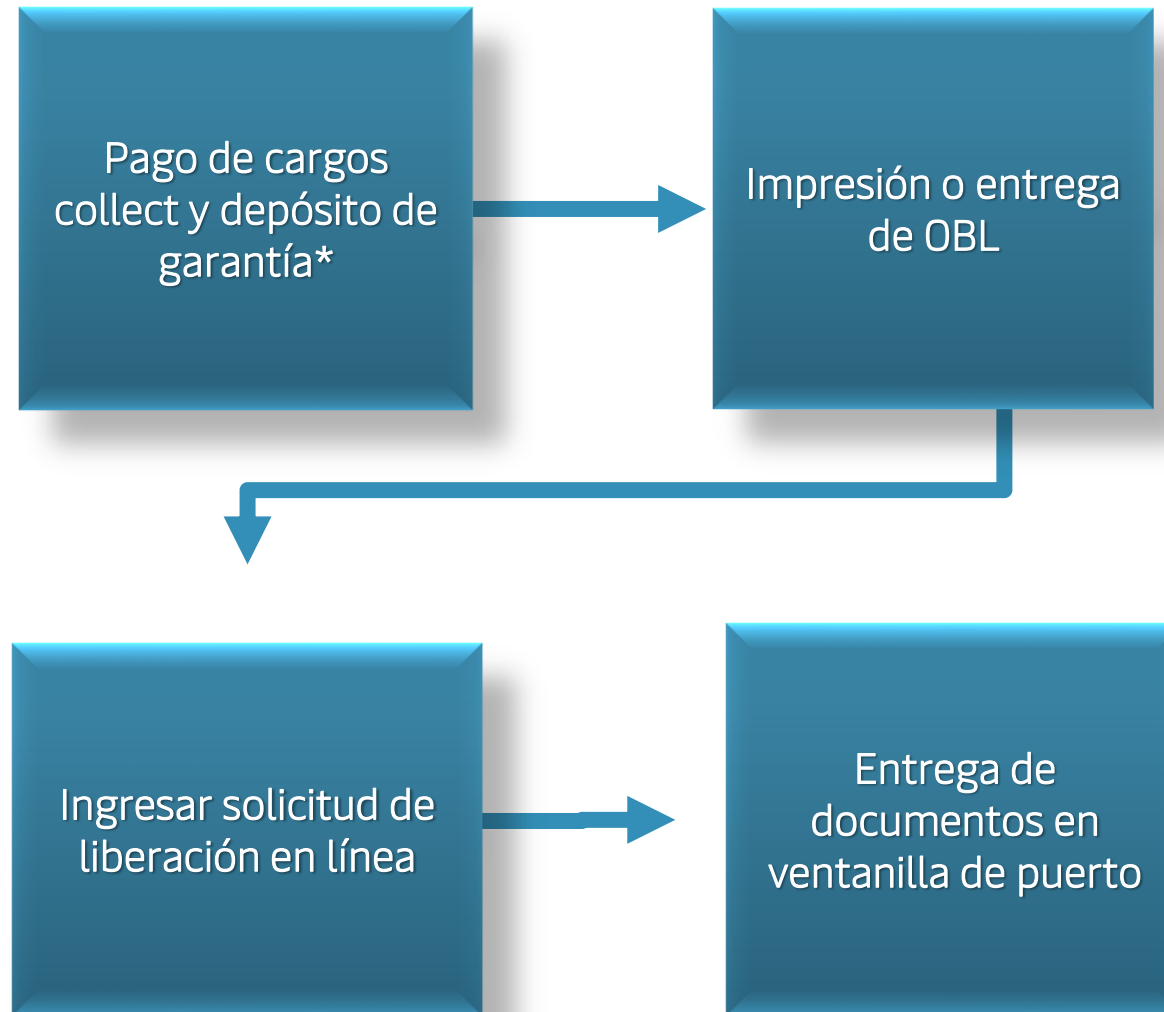 Pago de cargos
collect y depósito de
garantía*
Impresión o entrega
de OBL
Ingresar solicitud de
liberación en línea
Entrega de
documentos en
ventanilla de puerto